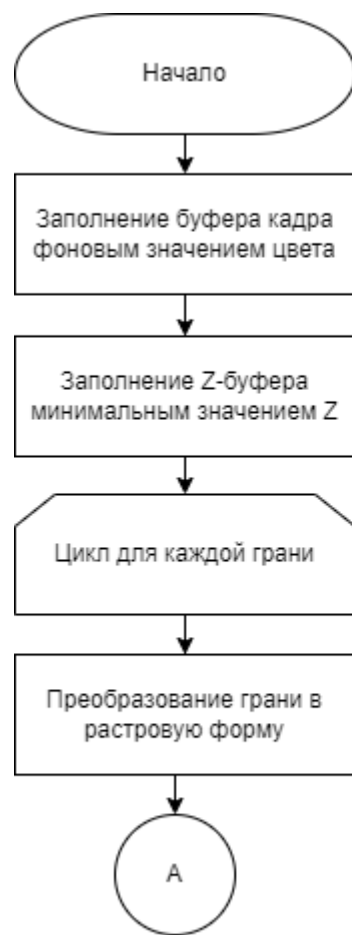 Начало
Заполнение буфера кадра
фоновым значением цвета
Заполнение Z-буфера
минимальным значением Z
Цикл для каждой грани
Преобразование грани в
растровую форму
А